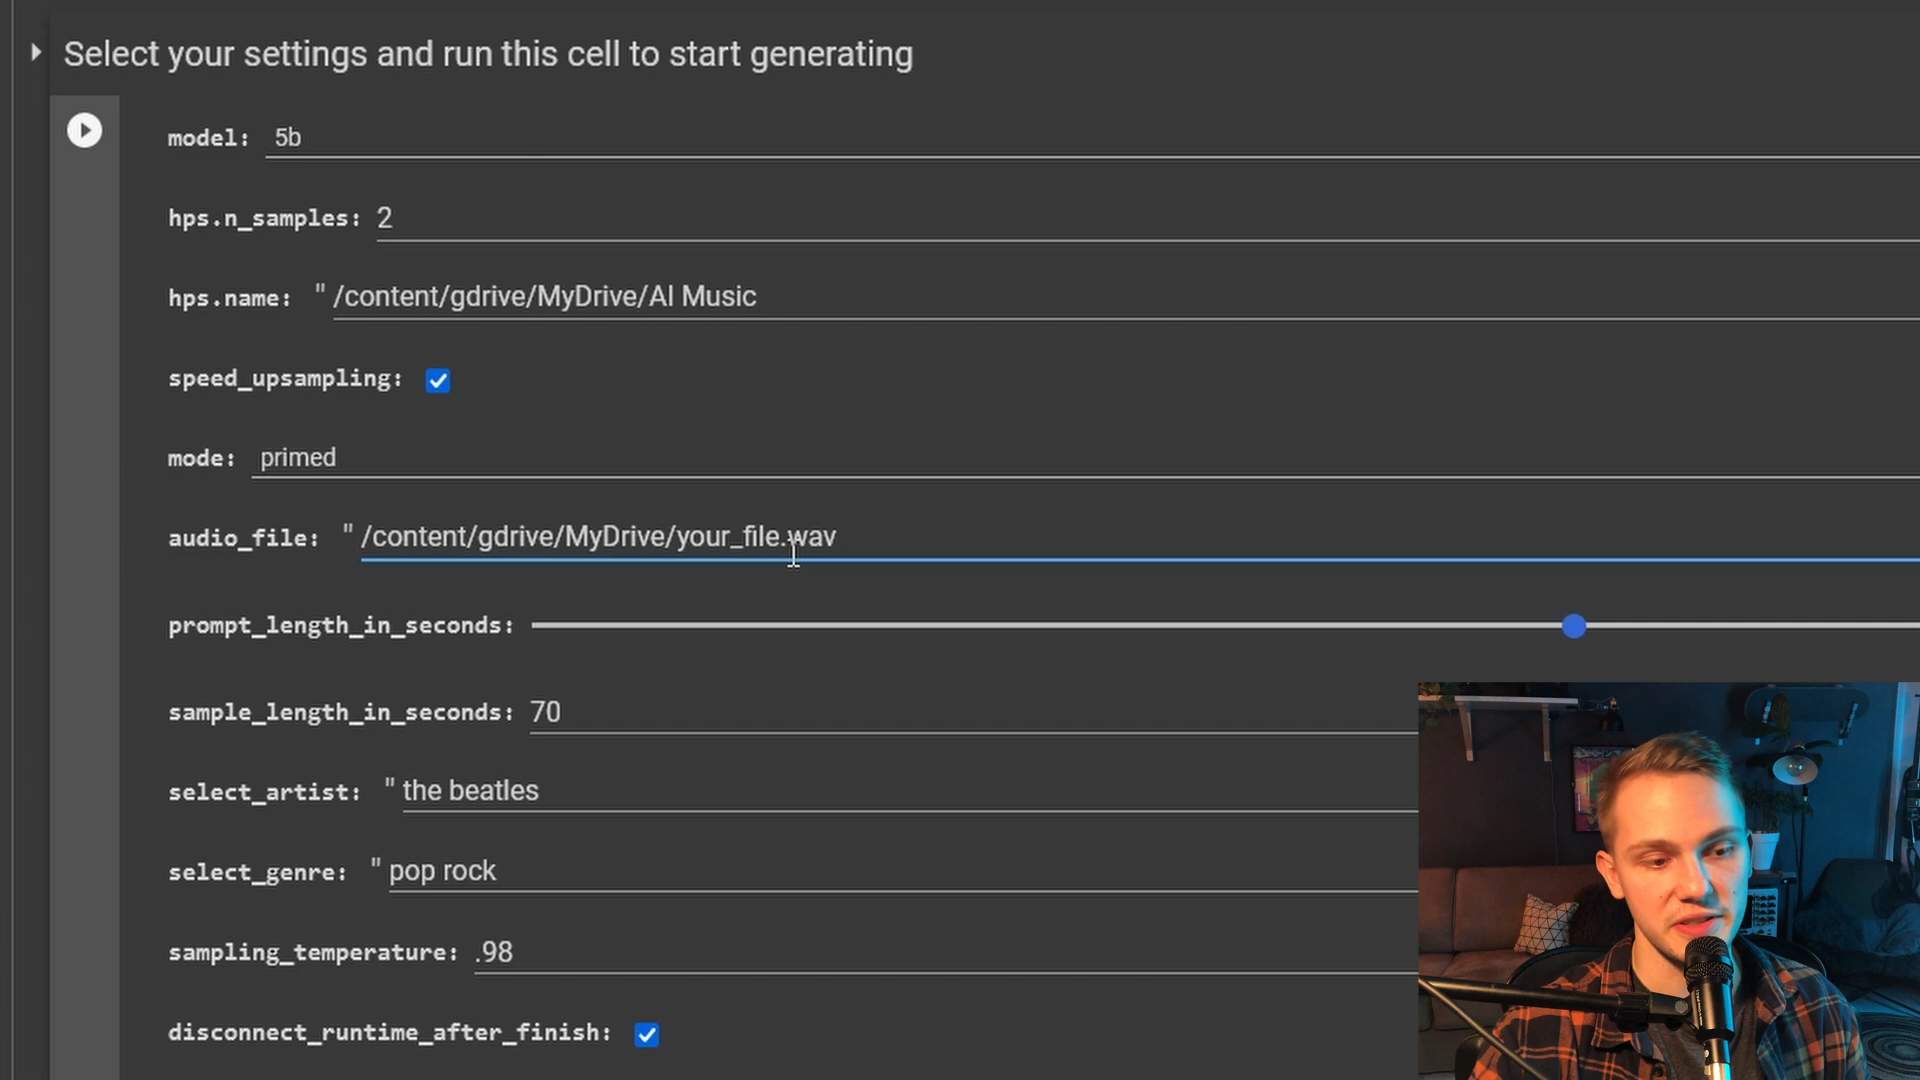 Select your settings and run this cell to start generating
model: 5b
hps.n_samples: 2
hps.name: " /content/gdrive/MyDrive/AI Music
speed_upsampling:
mode: primed
audio_file: " /content/gdrive/MyDrive/your_file.wav
prompt_length_in_seconds:
sample_length_in_seconds: 70
select_artist: " the beatles
select_genre: " pop rock
sampling_temperature: .98
disconnect_runtime_after_finish: